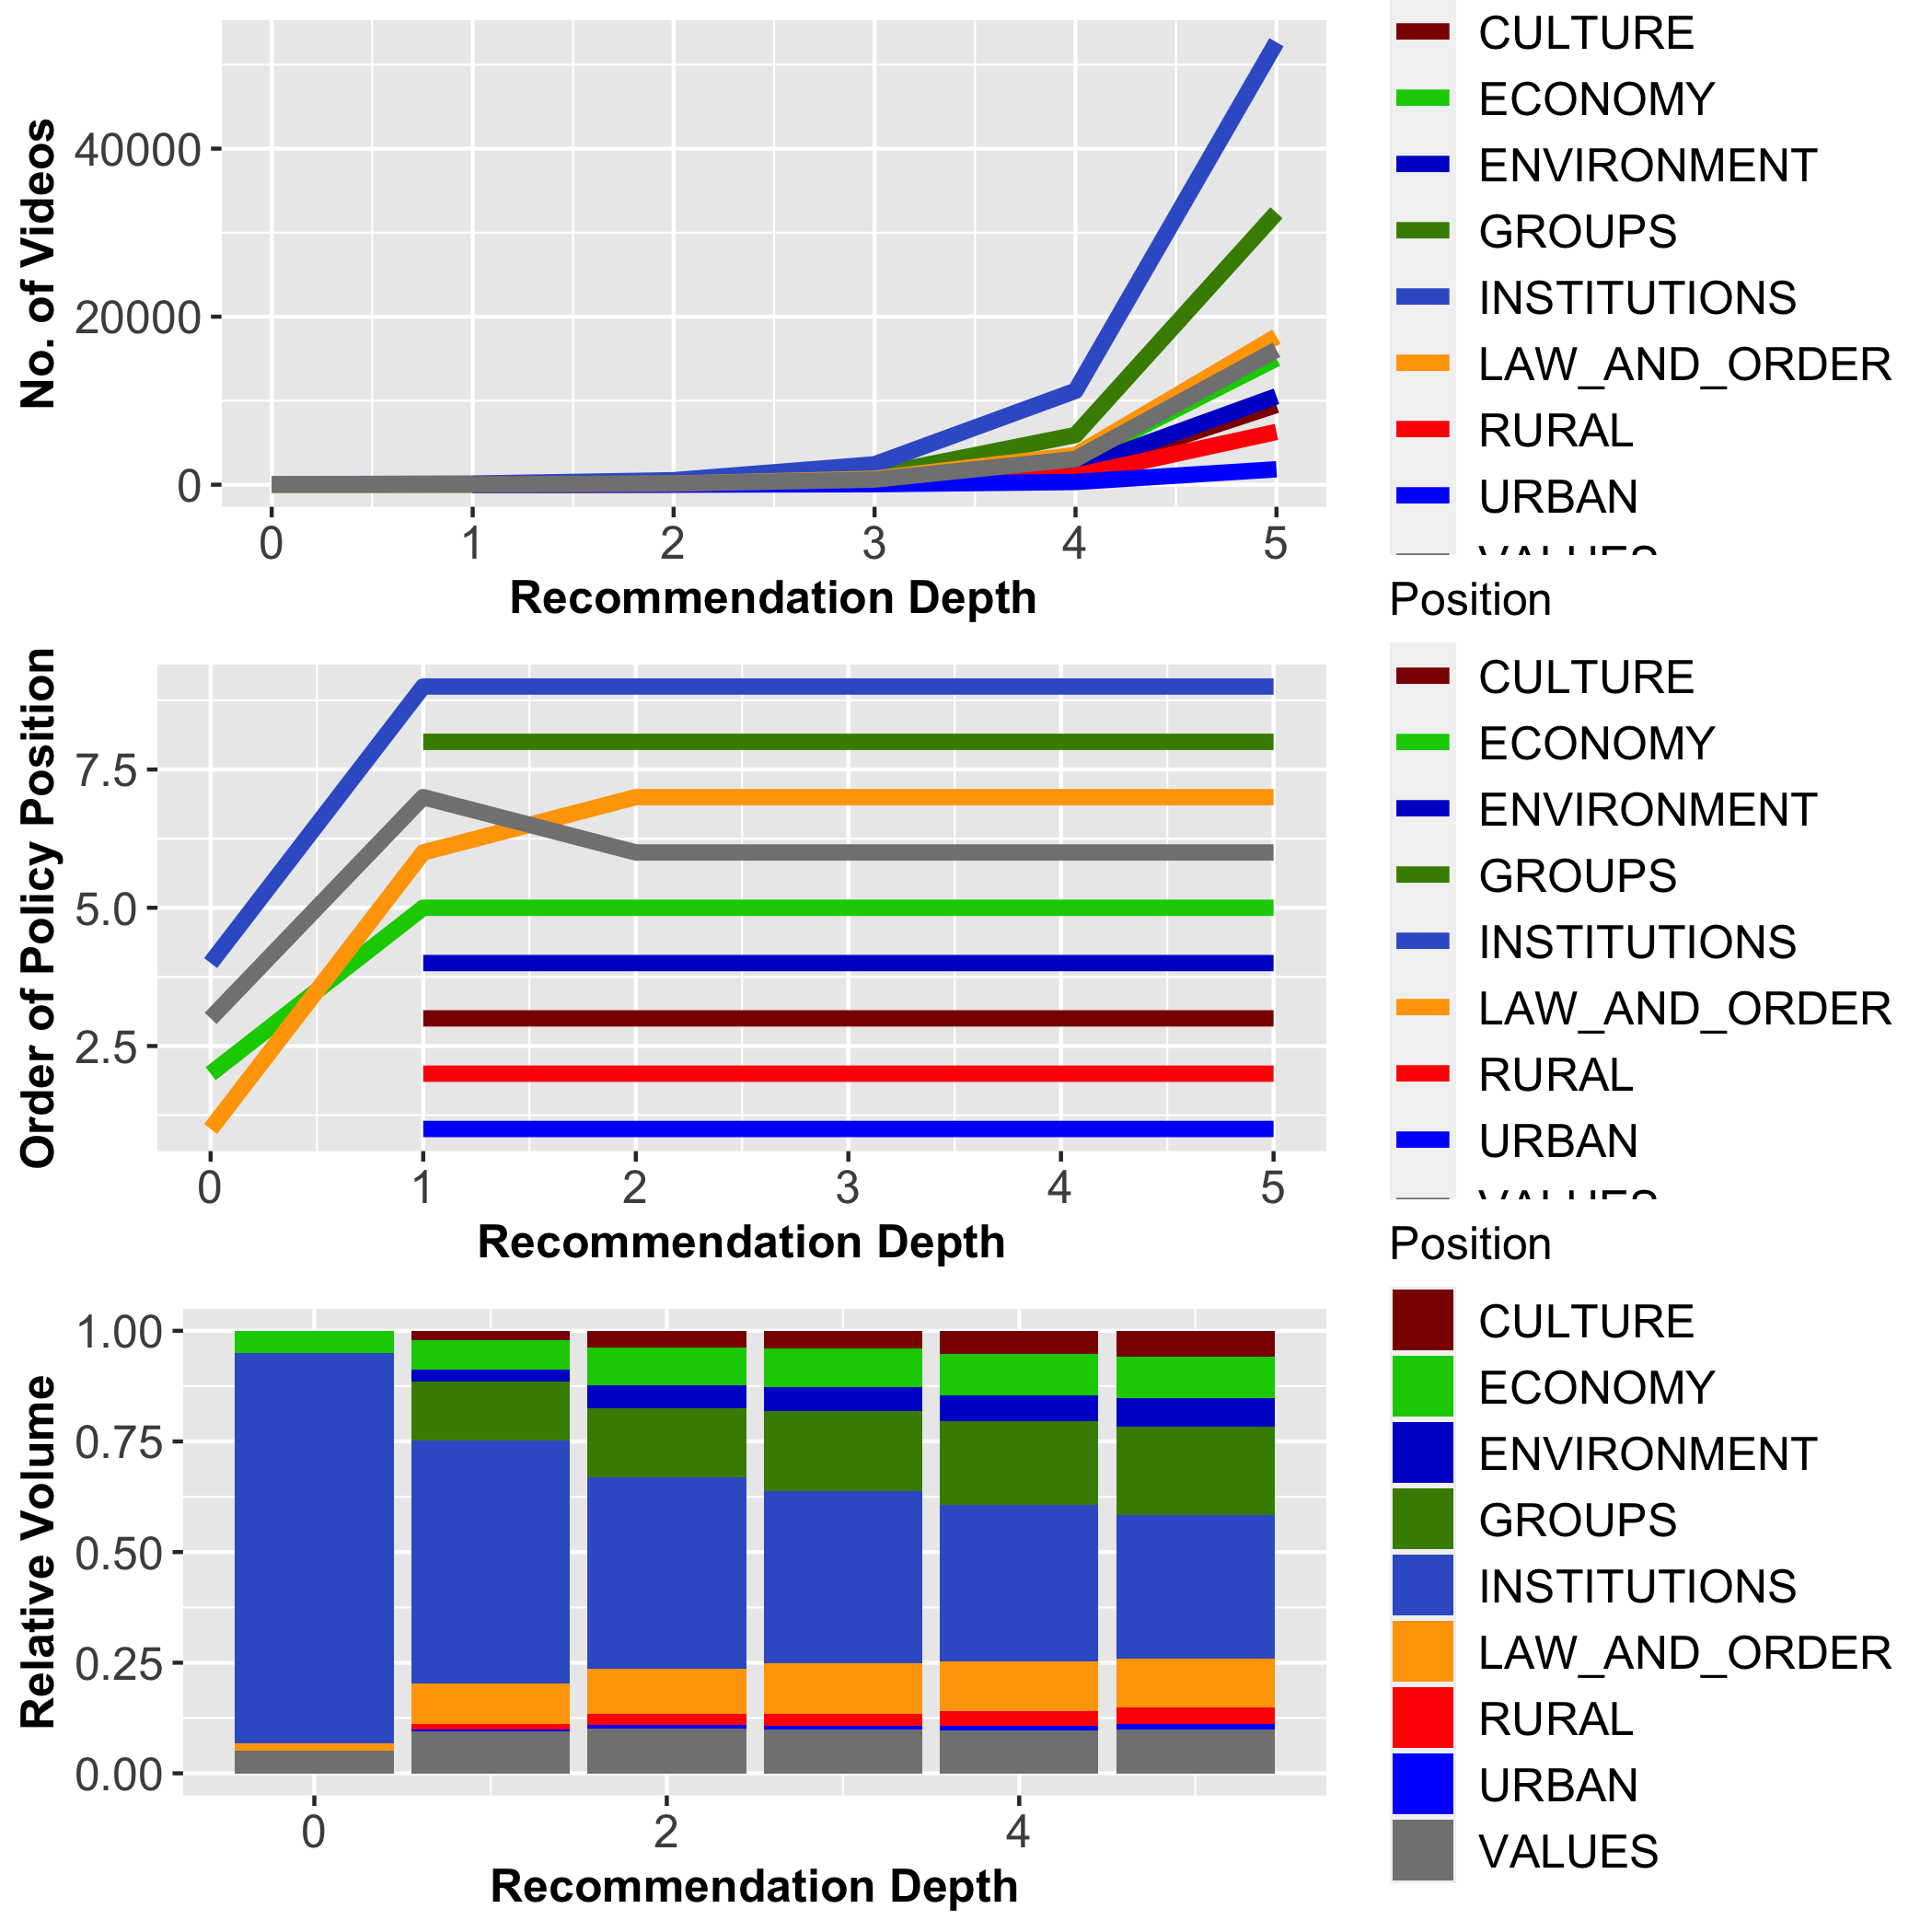 No. of Videos
40000
20000
0
0 1 2 3 4 5
Recommendation Depth
CULTURE
ECONOMY
ENVIRONMENT
GROUPS
INSTITUTIONS
LAW_AND_ORDER
RURAL
URBAN
VALUES
Order of Policy Position
7.5
5.0
2.5
0 1 2 3 4 5
Recommendation Depth
Position
CULTURE
ECONOMY
ENVIRONMENT
GROUPS
INSTITUTIONS
LAW_AND_ORDER
RURAL
URBAN
VALUES
Relative Volume
1.00
0.75
0.50
0.25
0.00
0 2 4
Recommendation Depth
Position
CULTURE
ECONOMY
ENVIRONMENT
GROUPS
INSTITUTIONS
LAW_AND_ORDER
RURAL
URBAN
VALUES